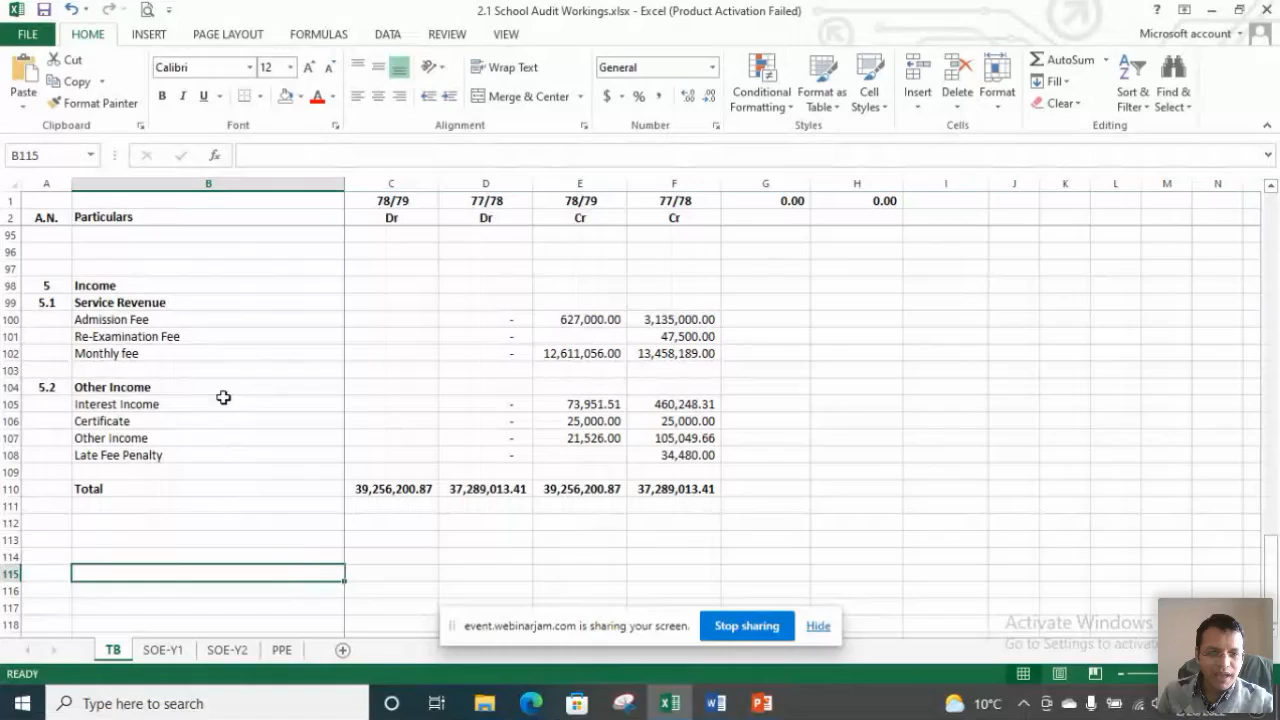 2.1 School Audit Workings.xlsx - Excel (Product Activation Failed)
FILE HOME INSERT PAGE LAYOUT FORMULAS DATA REVIEW VIEW Microsoft account
Paste Cut Copy Format Painter
Calibri 12
B I U
Wrap Text
Merge & Center
General
$ % ,
Conditional Formatting
Format as Table
Cell Styles
Insert Delete Format
AutoSum
Fill
Clear
Sort & Filter
Find & Select
Clipboard Font Alignment Number Styles Cells Editing
B115 fx
A B C D E F G H I J K L M N
1 78/79 77/78 78/79 77/78 0.00 0.00
2 A.N. Particulars Dr Dr Cr Cr
95
96
97
98 5 Income
99 5.1 Service Revenue
100 Admission Fee - 627,000.00 3,135,000.00
101 Re-Examination Fee - 47,500.00
102 Monthly fee - 12,611,056.00 13,458,189.00
103
104 5.2 Other Income
105 Interest Income - 73,951.51 460,248.31
106 Certificate - 25,000.00 25,000.00
107 Other Income - 21,526.00 105,049.66
108 Late Fee Penalty - 34,480.00
109
110 Total 39,256,200.87 37,289,013.41 39,256,200.87 37,289,013.41
111
112
113
114
115
116
117
118
event.webinarjam.com is sharing your screen. Stop sharing Hide
Activate Windows
Go to Settings to activate
TB SOE-Y1 SOE-Y2 PPE
READY
Type here to search
10°C